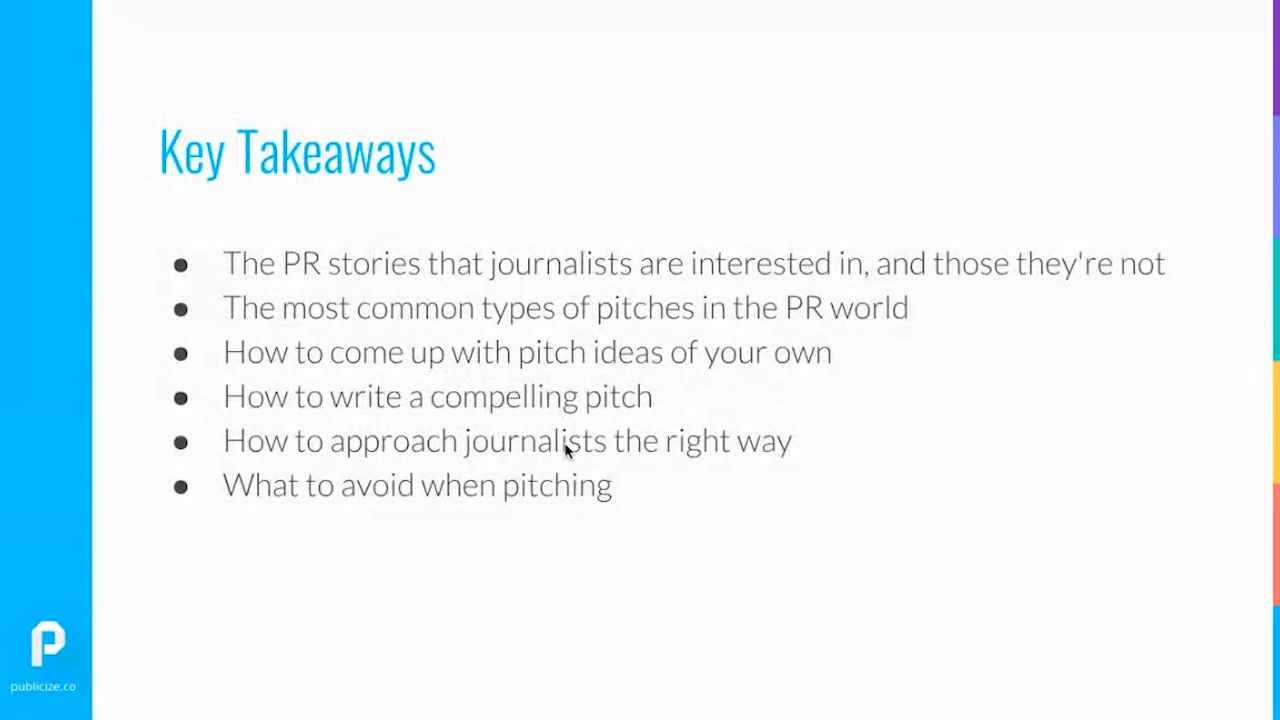 Key Takeaways
● The PR stories that journalists are interested in, and those they're not
● The most common types of pitches in the PR world
● How to come up with pitch ideas of your own
● How to write a compelling pitch
● How to approach journalists the right way
● What to avoid when pitching
P
publicize.co